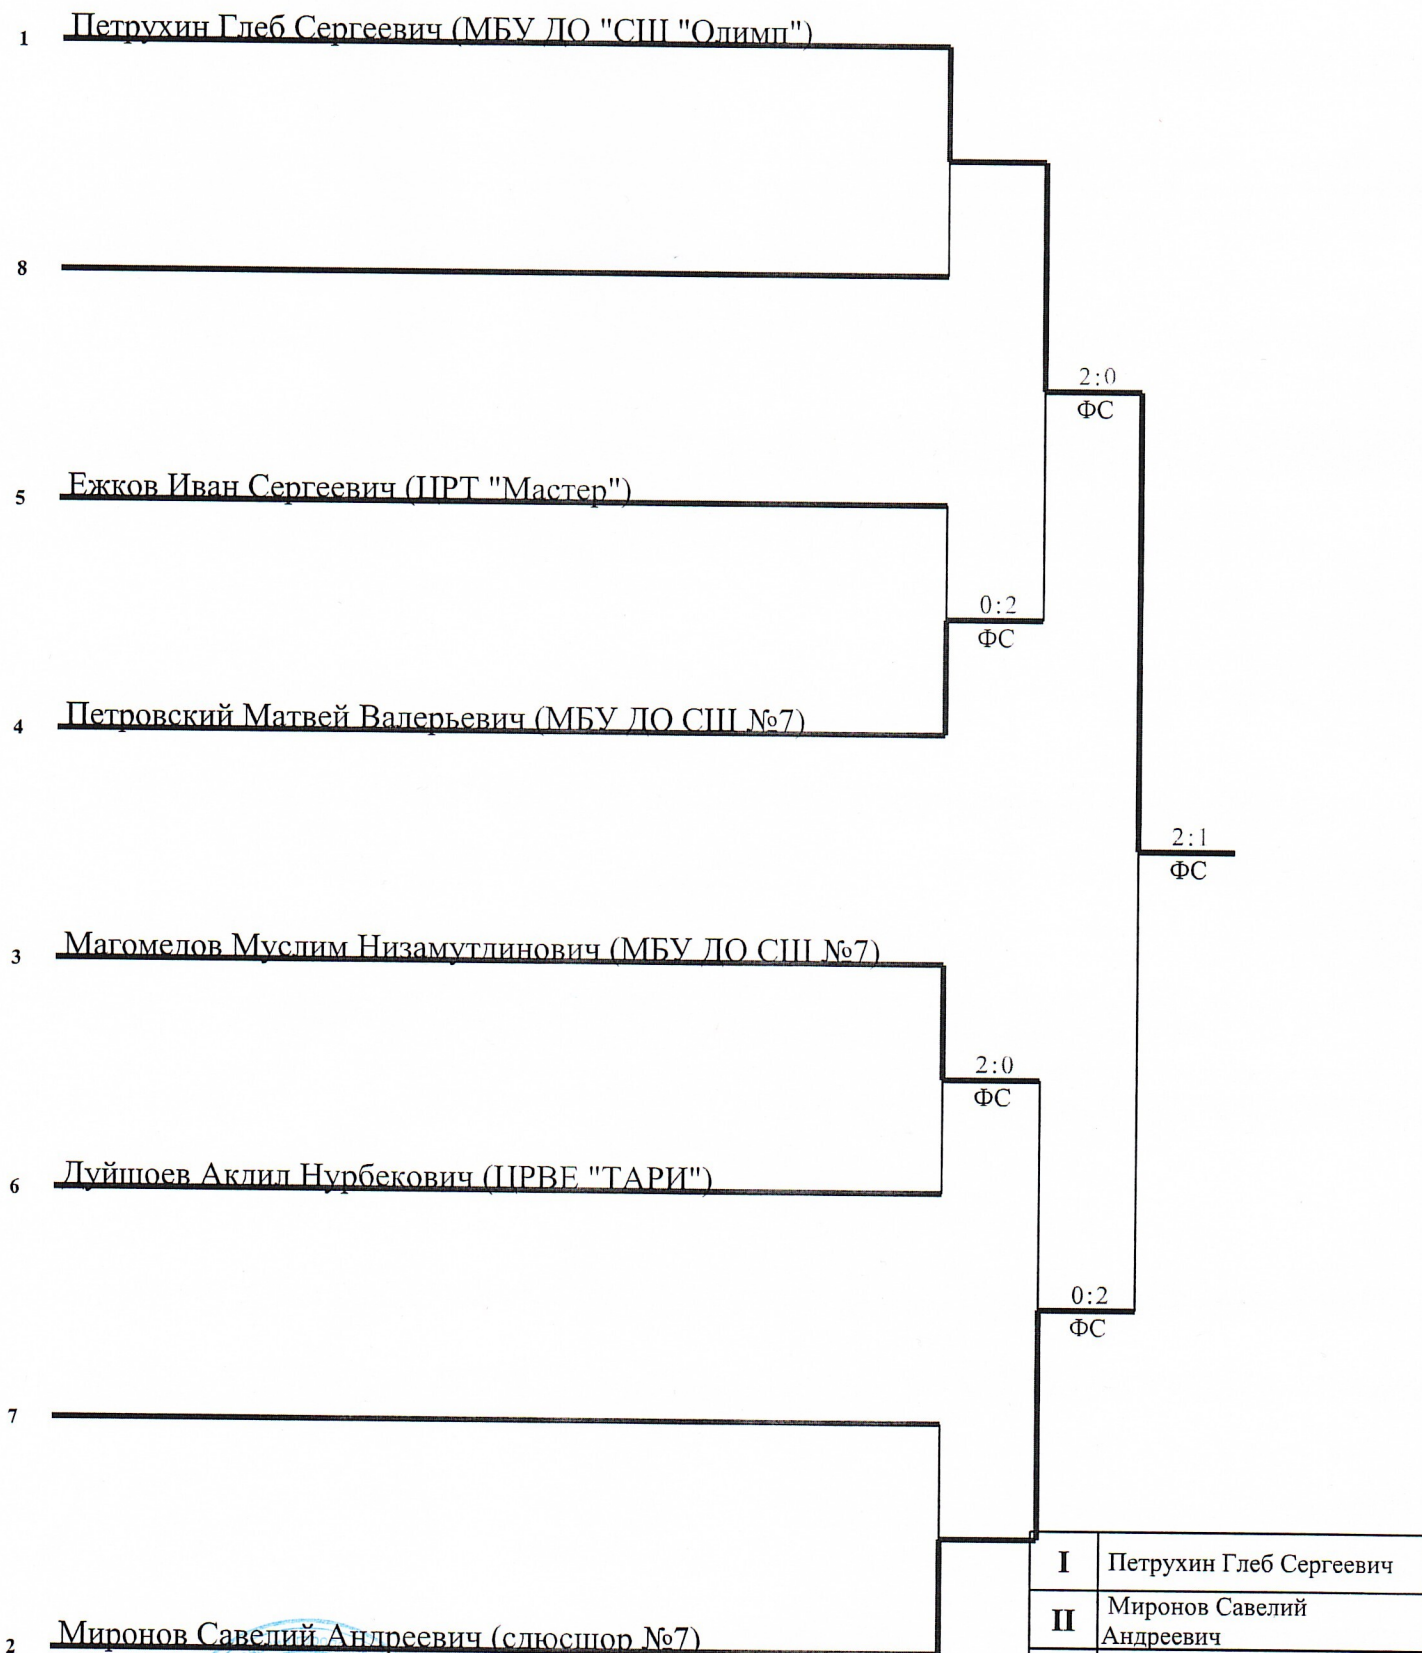 1 Петрухин Глеб Сергеевич (МБУ ДО "СШ "Олимп")
8
2:0
ФС
5 Ежков Иван Сергеевич (ЦРТ "Мастер")
0:2
ФС
4 Петровский Матвей Валерьевич (МБУ ДО СШ №7)
2:1
ФС
3 Магомедов Муслим Низамутдинович (МБУ ДО СШ №7)
2:0
ФС
6 Дуйшоев Акдил Нурбекович (ЦРВЕ "ТАРИ")
0:2
ФС
7
I Петрухин Глеб Сергеевич
II Миронов Савелий
Андреевич
2 Миронов Савелий Андреевич (сдюсшор №7)